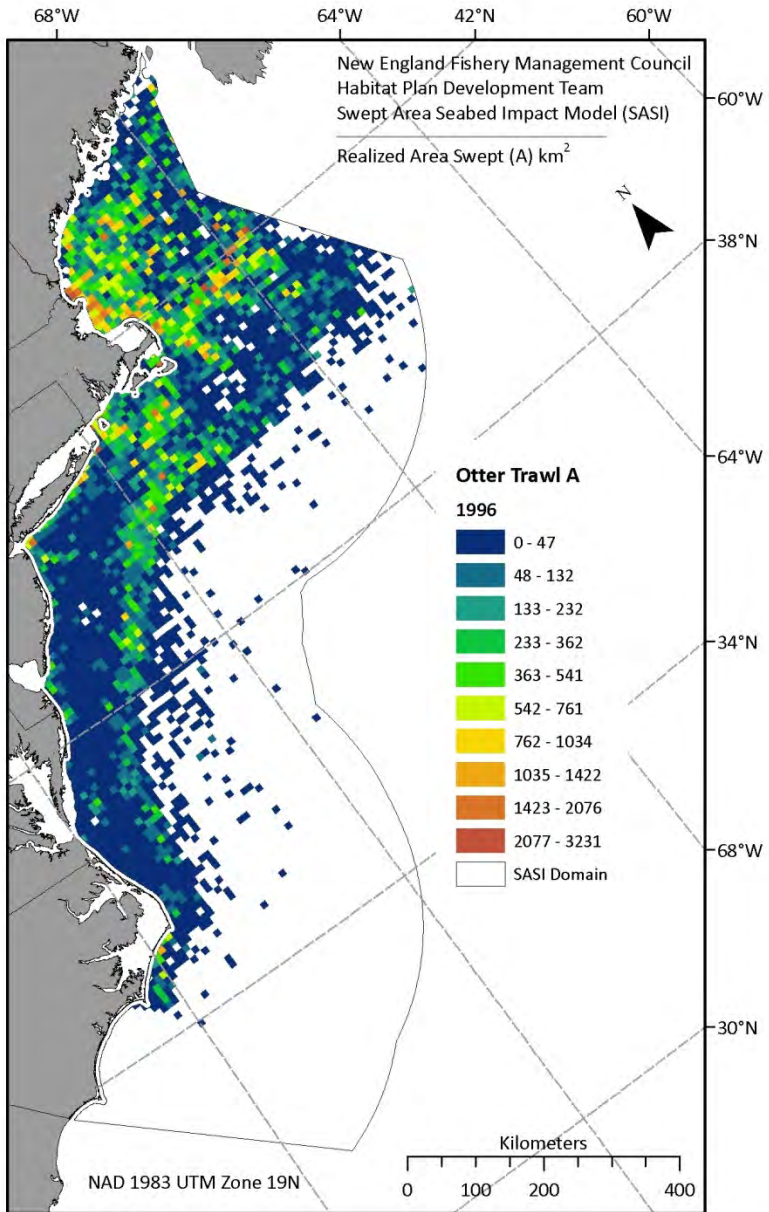 68°W 64°W 42°N 60°W
New England Fishery Management Council
Habitat Plan Development Team
Swept Area Seabed Impact Model (SASI)
Realized Area Swept (A) km²
N
60°W
38°N
64°W
34°N
68°W
30°N
Otter Trawl A
1996
0 - 47
48 - 132
133 - 232
233 - 362
363 - 541
542 - 761
762 - 1034
1035 - 1422
1423 - 2076
2077 - 3231
SASI Domain
Kilometers
0 50 100 200 300 400
NAD 1983 UTM Zone 19N